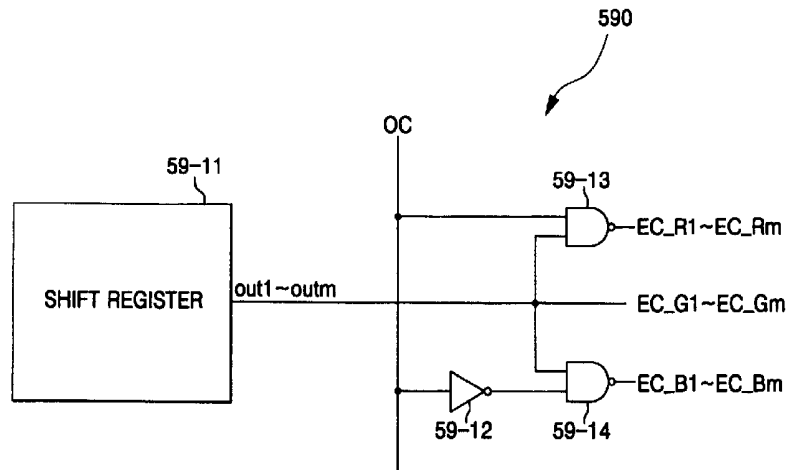 590
OC
59-11
59-13
EC_R1~EC_Rm
SHIFT REGISTER
out1~outm
EC_G1~EC_Gm
EC_B1~EC_Bm
59-12
59-14